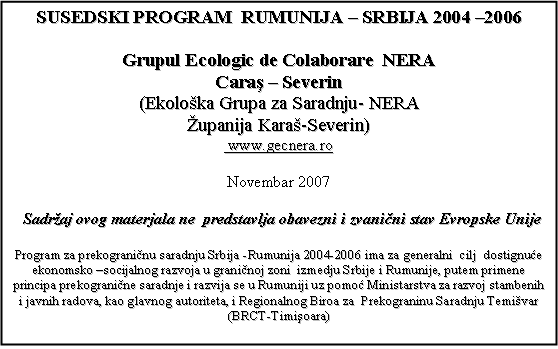 SUSEDSKI PROGRAM RUMUNIJA – SRBIJA 2004 –2006
Grupul Ecologic de Colaborare NERA
Caraş – Severin
(Ekološka Grupa za Saradnju- NERA
Županija Karaš-Severin)
www.gecnera.ro
Novembar 2007
Sadržaj ovog materjala ne predstavlja obavezni i zvanični stav Evropske Unije
Program za prekograničnu saradnju Srbija -Rumunija 2004-2006 ima za generalni cilj dostignuće
ekonomsko –socijalnog razvoja u graničnoj zoni izmedju Srbije i Rumunije, putem primene
principa prekogranične saradnje i razvija se u Rumuniji uz pomoć Ministarstva za razvoj stambenih
i javnih radova, kao glavnog autoriteta, i Regionalnog Biroa za Prekograninu Saradnju Temišvar
(BRCT-Timişoara)